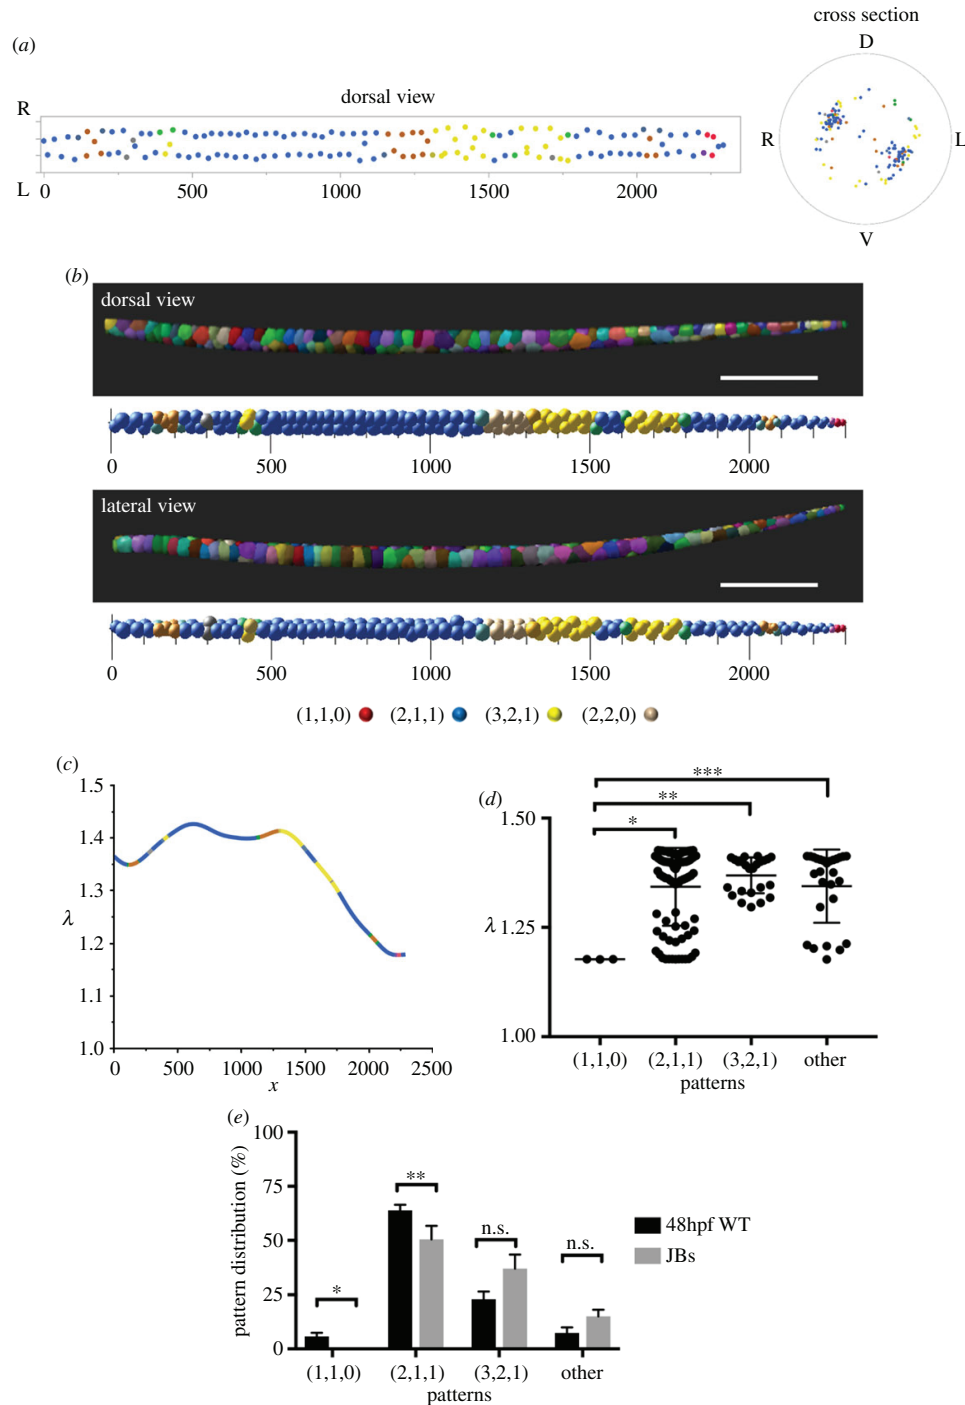 (a)
cross section
dorsal view
D
R
L
R
L
V
0 500 1000 1500 2000
(b)
dorsal view
0 500 1000 1500 2000
lateral view
0 500 1000 1500 2000
(1,1,0) (2,1,1) (3,2,1) (2,2,0)
(c)
1.5
1.4
1.3
λ
1.2
1.1
1.0
0 500 1000 1500 2000 2500
x
(d)
***
**
*
1.50
λ 1.25
1.00
(1,1,0) (2,1,1) (3,2,1) other
patterns
(e)
100
75
50
25
0
pattern distribution (%)
*
**
n.s.
n.s.
48hpf WT
JBs
(1,1,0) (2,1,1) (3,2,1) other
patterns